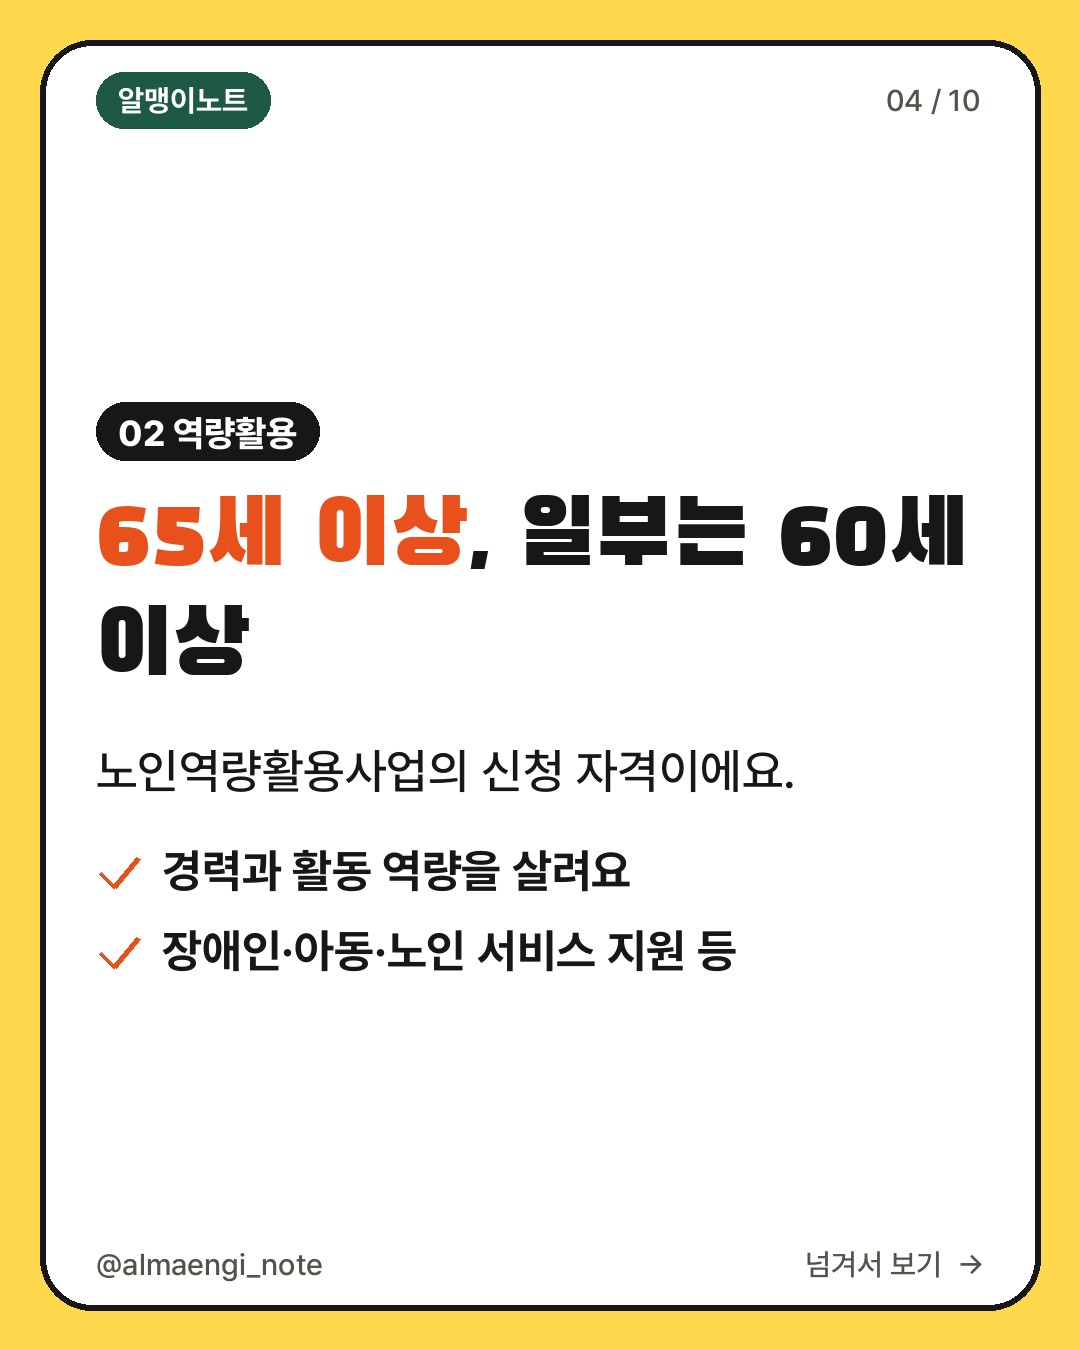 알맹이노트
04 / 10
02 역량활용
65세 이상, 일부는 60세
이상
노인역량활용사업의 신청 자격이에요.
경력과 활동 역량을 살려요
장애인·아동·노인 서비스 지원 등
@almaengi_note
넘겨서 보기 →